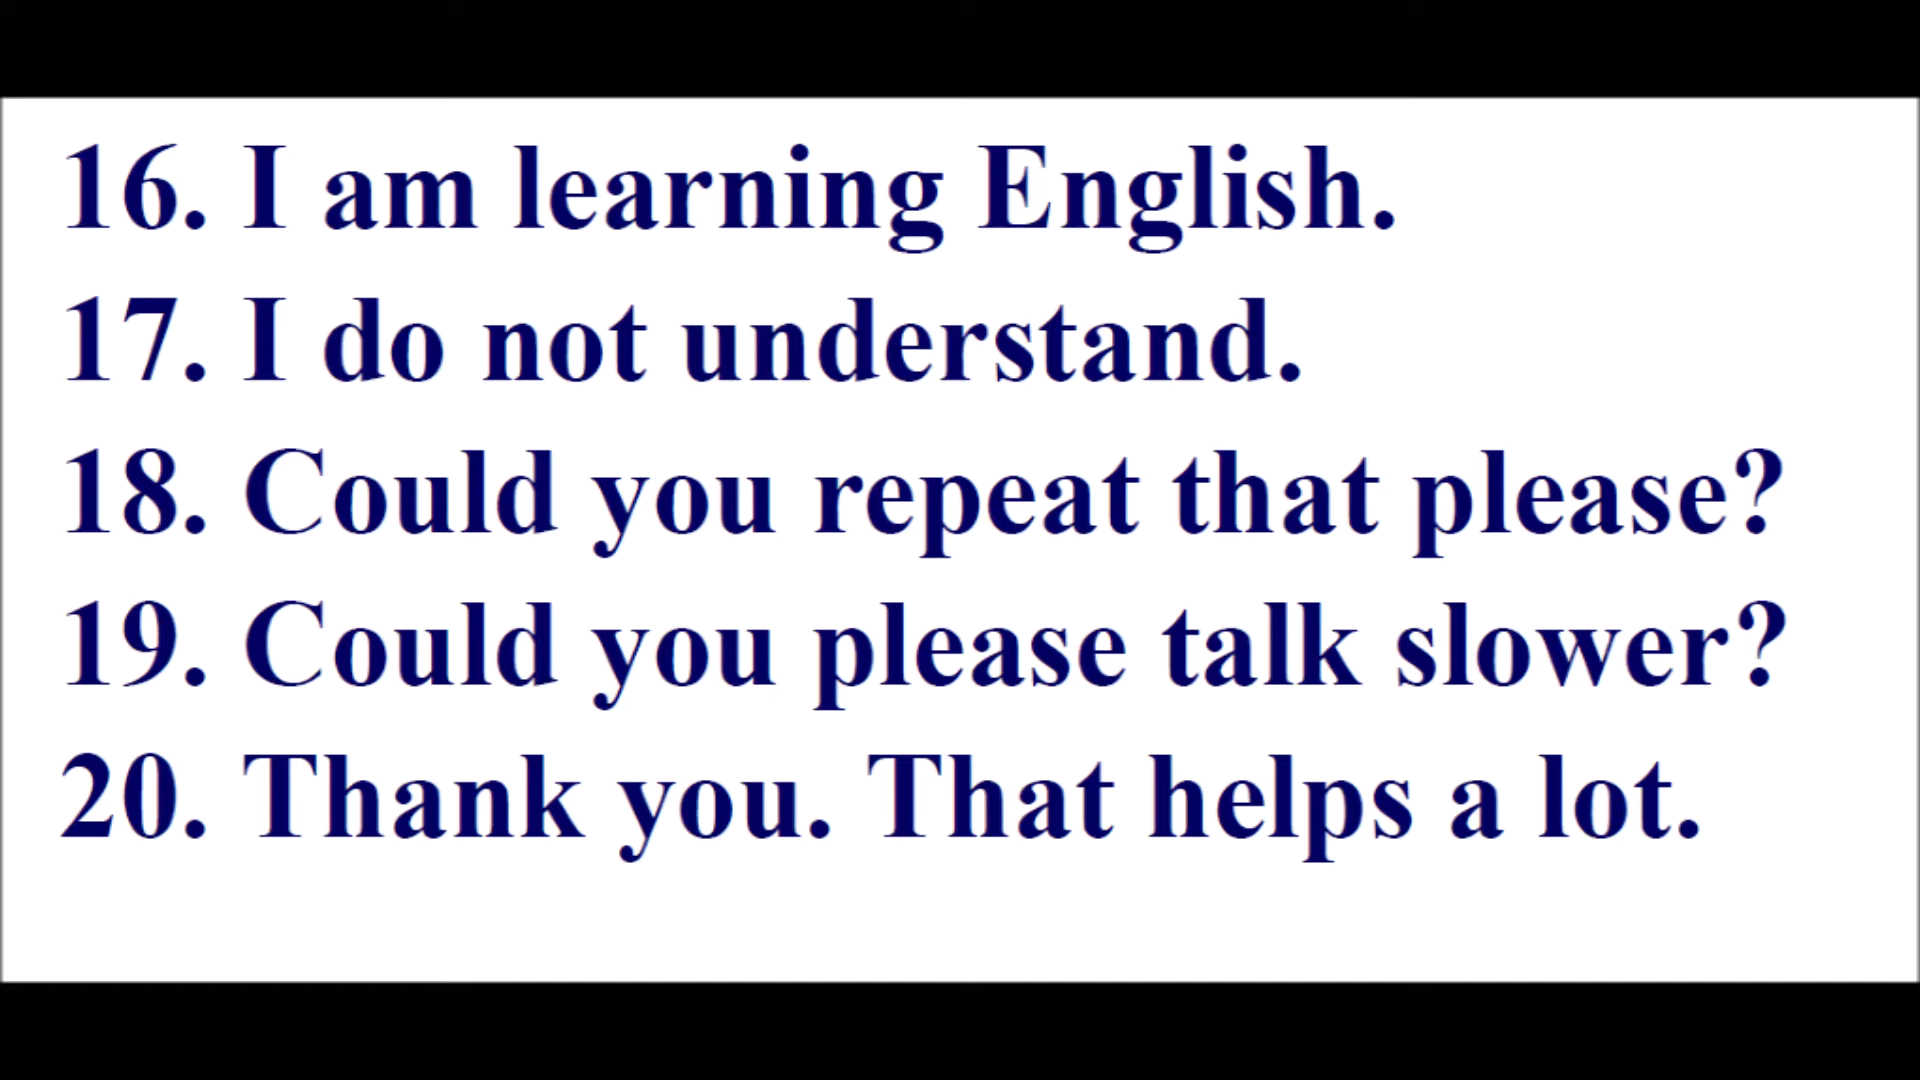 16. I am learning English.
17. I do not understand.
18. Could you repeat that please?
19. Could you please talk slower?
20. Thank you. That helps a lot.